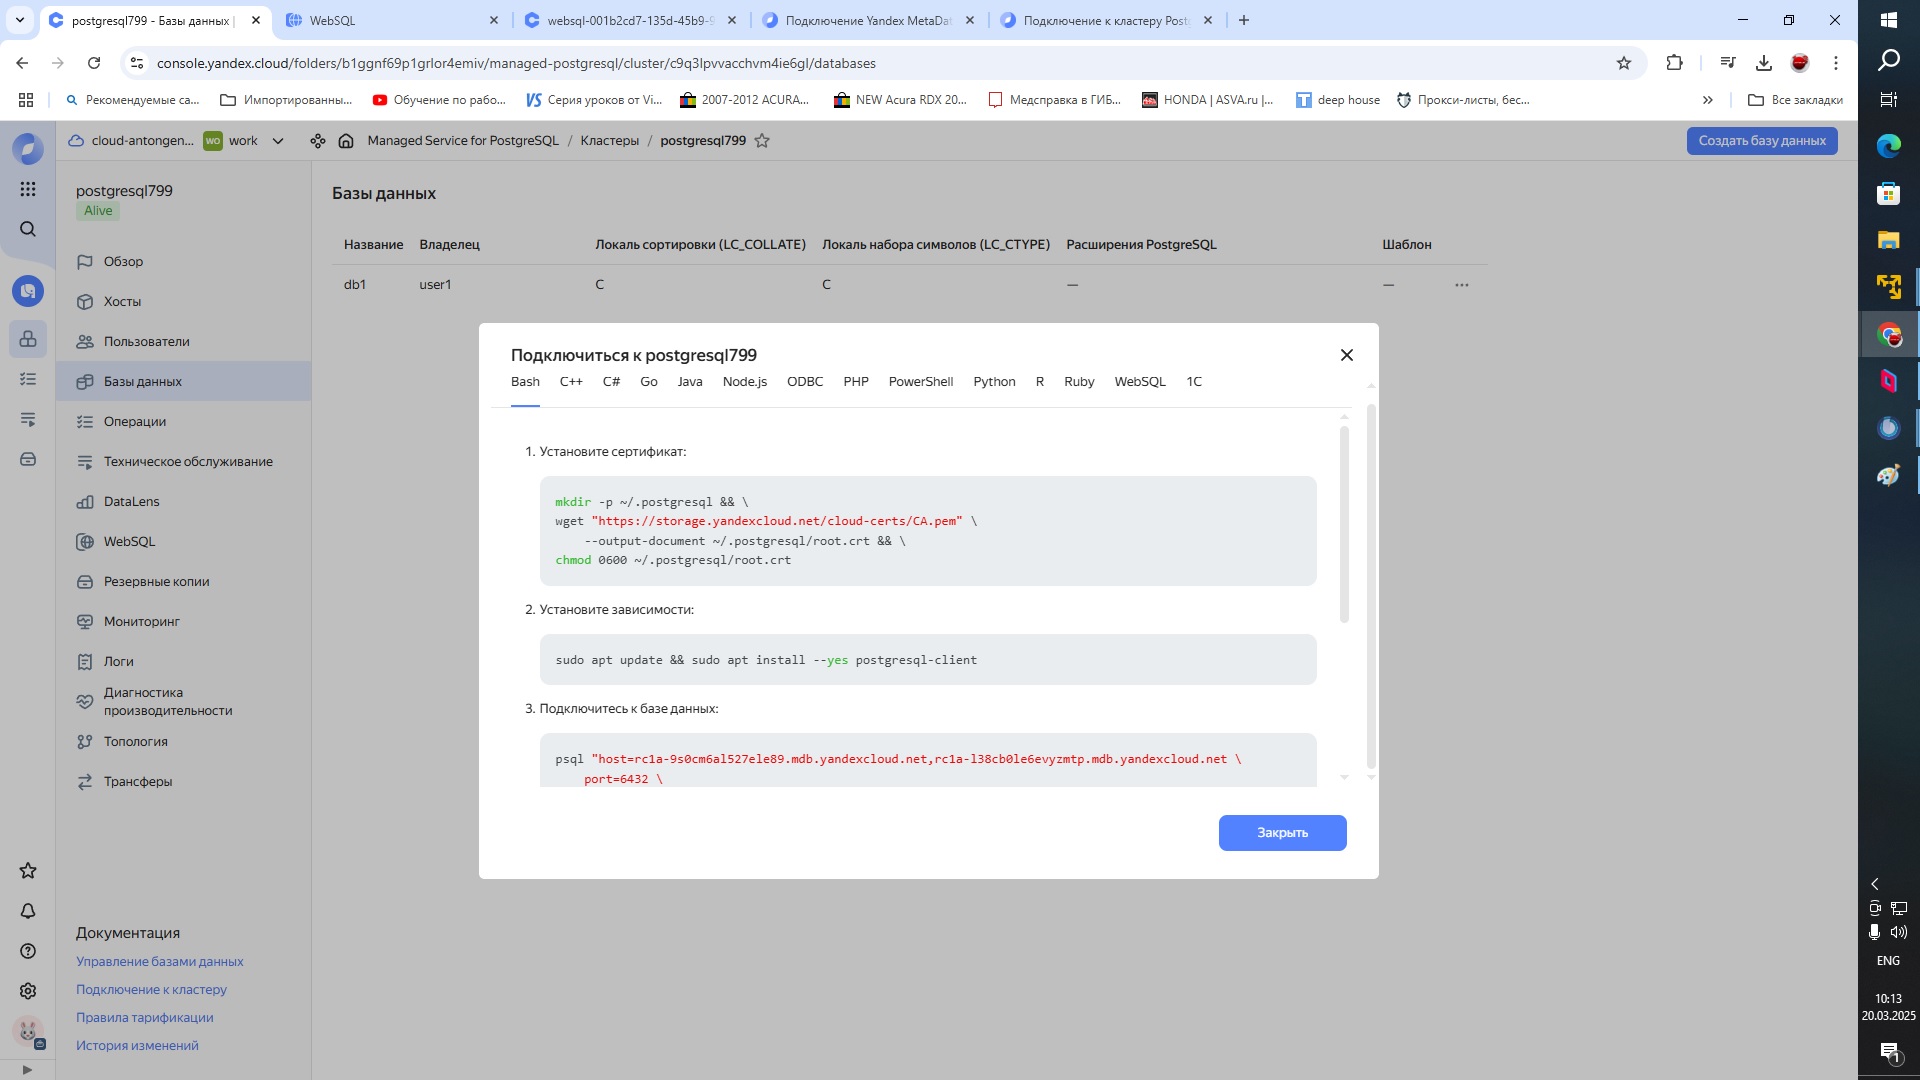 postgresql799 - Базы данных |
WebSQL
websql-001b2cd7-135d-45b9-9
Подключение Yandex MetaDat
Подключение к кластеру Postg
console.yandex.cloud/folders/b1ggnf69p1grlor4emiv/managed-postgresql/cluster/c9q3lpvvacchvm4ie6gl/databases
Рекомендуемые са...
Импортированны...
Обучение по рабо...
Серия уроков от Vi...
2007-2012 ACURA...
NEW Acura RDX 20...
Медсправка в ГИБ...
HONDA | ASVA.ru |...
deep house
Прокси-листы, бес...
»
Все закладки
cloud-antongen...
WO
work
Managed Service for PostgreSQL / Кластеры / postgresql799
Создать базу данных
postgresql799
Alive
Обзор
Хосты
Пользователи
Базы данных
Операции
Техническое обслуживание
DataLens
WebSQL
Резервные копии
Мониторинг
Логи
Диагностика
производительности
Топология
Трансферы
Документация
Управление базами данных
Подключение к кластеру
Правила тарификации
История изменений
Базы данных
Название Владелец Локаль сортировки (LC_COLLATE) Локаль набора символов (LC_CTYPE) Расширения PostgreSQL Шаблон
db1 user1 C C — — ···
Подключиться к postgresql799
Bash C++ C# Go Java Node.js ODBC PHP PowerShell Python R Ruby WebSQL 1C
1. Установите сертификат:
mkdir -p ~/.postgresql && \
wget "https://storage.yandexcloud.net/cloud-certs/CA.pem" \
--output-document ~/.postgresql/root.crt && \
chmod 0600 ~/.postgresql/root.crt
2. Установите зависимости:
sudo apt update && sudo apt install --yes postgresql-client
3. Подключитесь к базе данных:
psql "host=rc1a-9s0cm6al527ele89.mdb.yandexcloud.net,rc1a-l38cb0le6evyzmtp.mdb.yandexcloud.net \
port=6432 \
Закрыть
ENG
10:13
20.03.2025
1